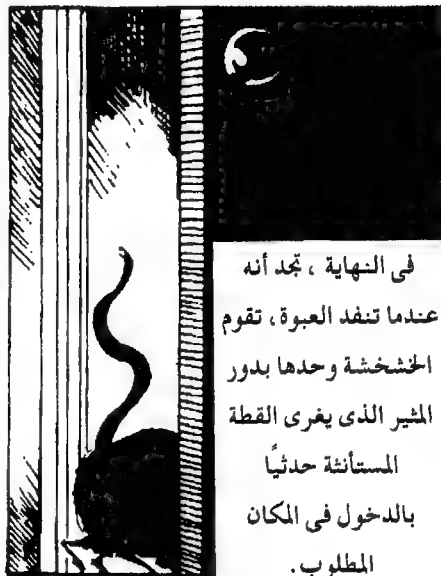 فى النهاية ، تجد أنه
عندما تنفد العبوة، تقوم
الخشخشة وحدها بدور
المثير الذى يغرى القطة
المستأنثة حدثيًا
بالدخول فى المكان
المطلوب .